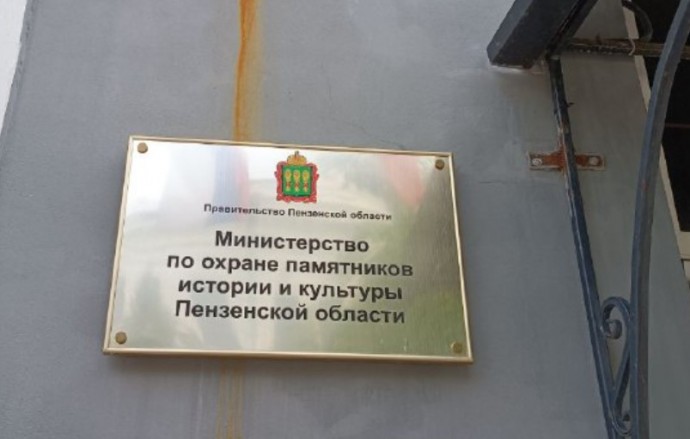 Правительство Пензенской области
Министерство
по охране памятников
истории и культуры
Пензенской области